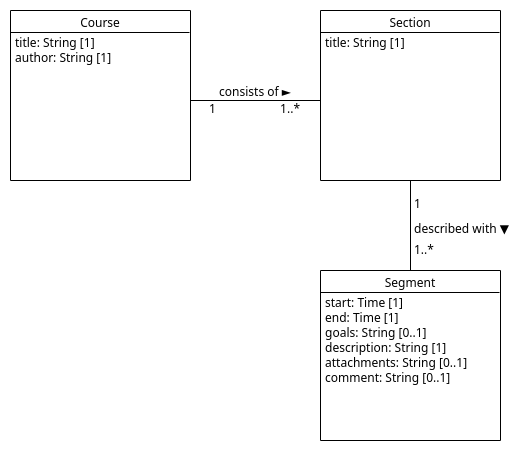 Course
title: String [1]
author: String [1]
Section
title: String [1]
consists of ►
1
1..*
1
described with ▼
1..*
Segment
start: Time [1]
end: Time [1]
goals: String [0..1]
description: String [1]
attachments: String [0..1]
comment: String [0..1]